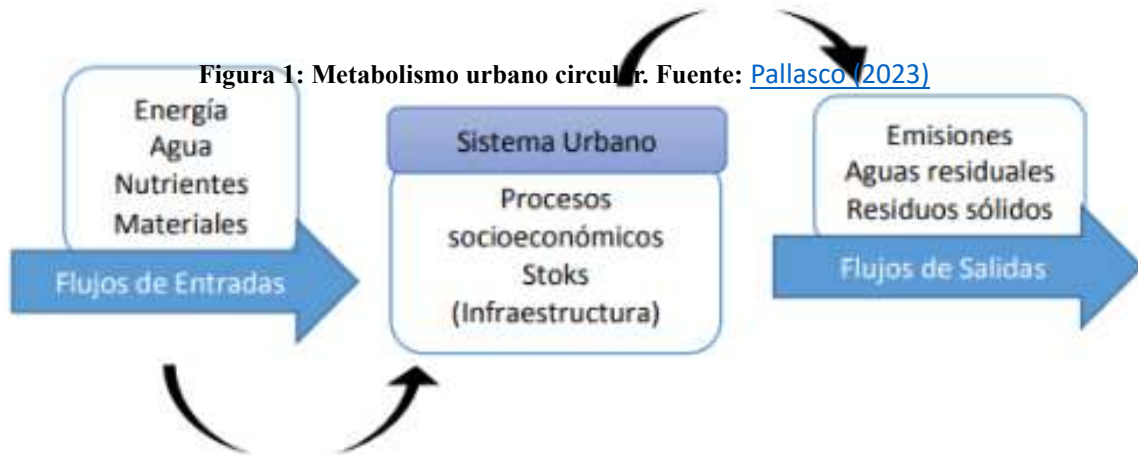 Figura 1: Metabolismo urbano circular. Fuente: Pallasco (2023)
Energía
Agua
Nutrientes
Materiales
Flujos de Entradas
Sistema Urbano
Procesos
socioeconómicos
Stoks
(Infraestructura)
Emisiones
Aguas residuales
Residuos sólidos
Flujos de Salidas